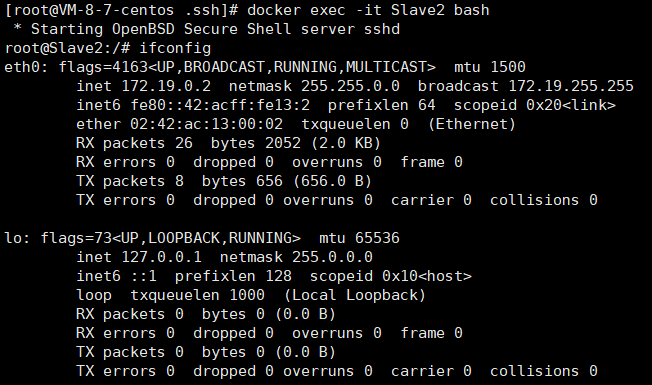 [root@VM-8-7-centos .ssh]# docker exec -it Slave2 bash
 * Starting OpenBSD Secure Shell server sshd
root@Slave2:/# ifconfig
eth0: flags=4163<UP,BROADCAST,RUNNING,MULTICAST>  mtu 1500
        inet 172.19.0.2  netmask 255.255.0.0  broadcast 172.19.255.255
        inet6 fe80::42:acff:fe13:2  prefixlen 64  scopeid 0x20<link>
        ether 02:42:ac:13:00:02  txqueuelen 0  (Ethernet)
        RX packets 26  bytes 2052 (2.0 KB)
        RX errors 0  dropped 0  overruns 0  frame 0
        TX packets 8  bytes 656 (656.0 B)
        TX errors 0  dropped 0 overruns 0  carrier 0  collisions 0

lo: flags=73<UP,LOOPBACK,RUNNING>  mtu 65536
        inet 127.0.0.1  netmask 255.0.0.0
        inet6 ::1  prefixlen 128  scopeid 0x10<host>
        loop  txqueuelen 1000  (Local Loopback)
        RX packets 0  bytes 0 (0.0 B)
        RX errors 0  dropped 0  overruns 0  frame 0
        TX packets 0  bytes 0 (0.0 B)
        TX errors 0  dropped 0 overruns 0  carrier 0  collisions 0